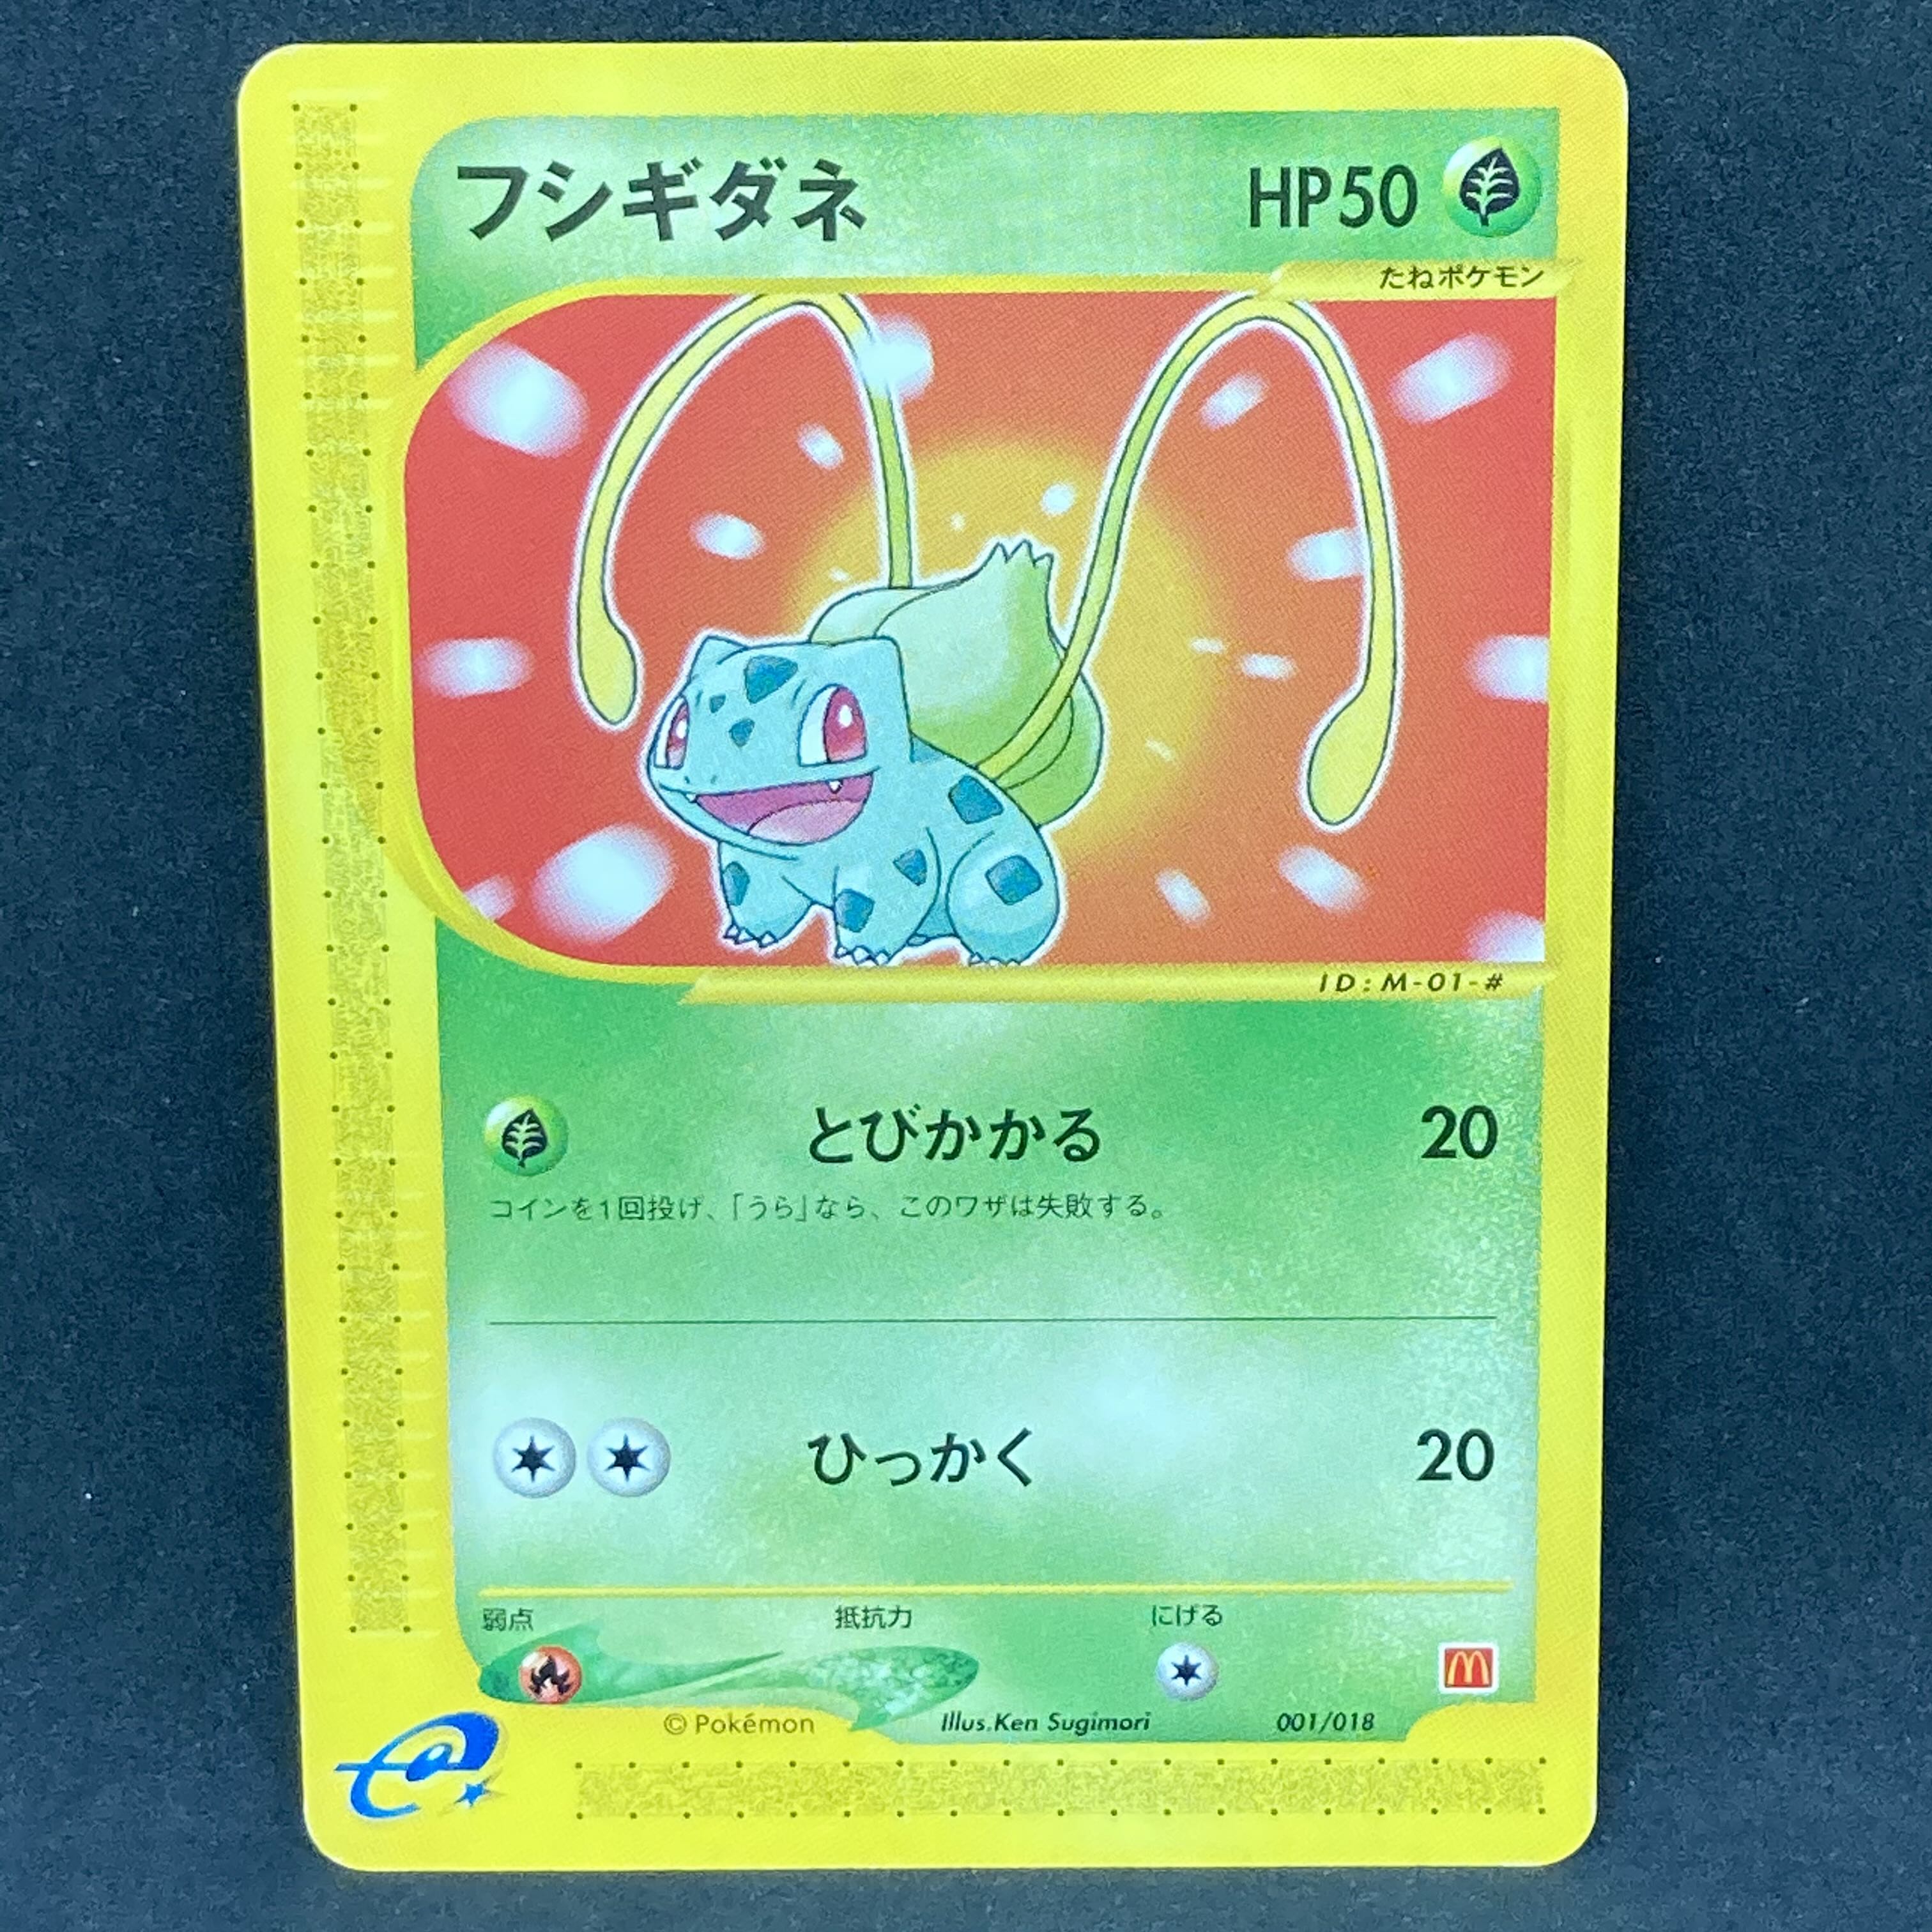 フシギダネ HP50
たねポケモン
ID:M-01-#
とびかかる 20
コインを1回投げ、「うら」なら、このワザは失敗する。
ひっかく 20
弱点 抵抗力 にげる
© Pokémon Illus.Ken Sugimori 001/018